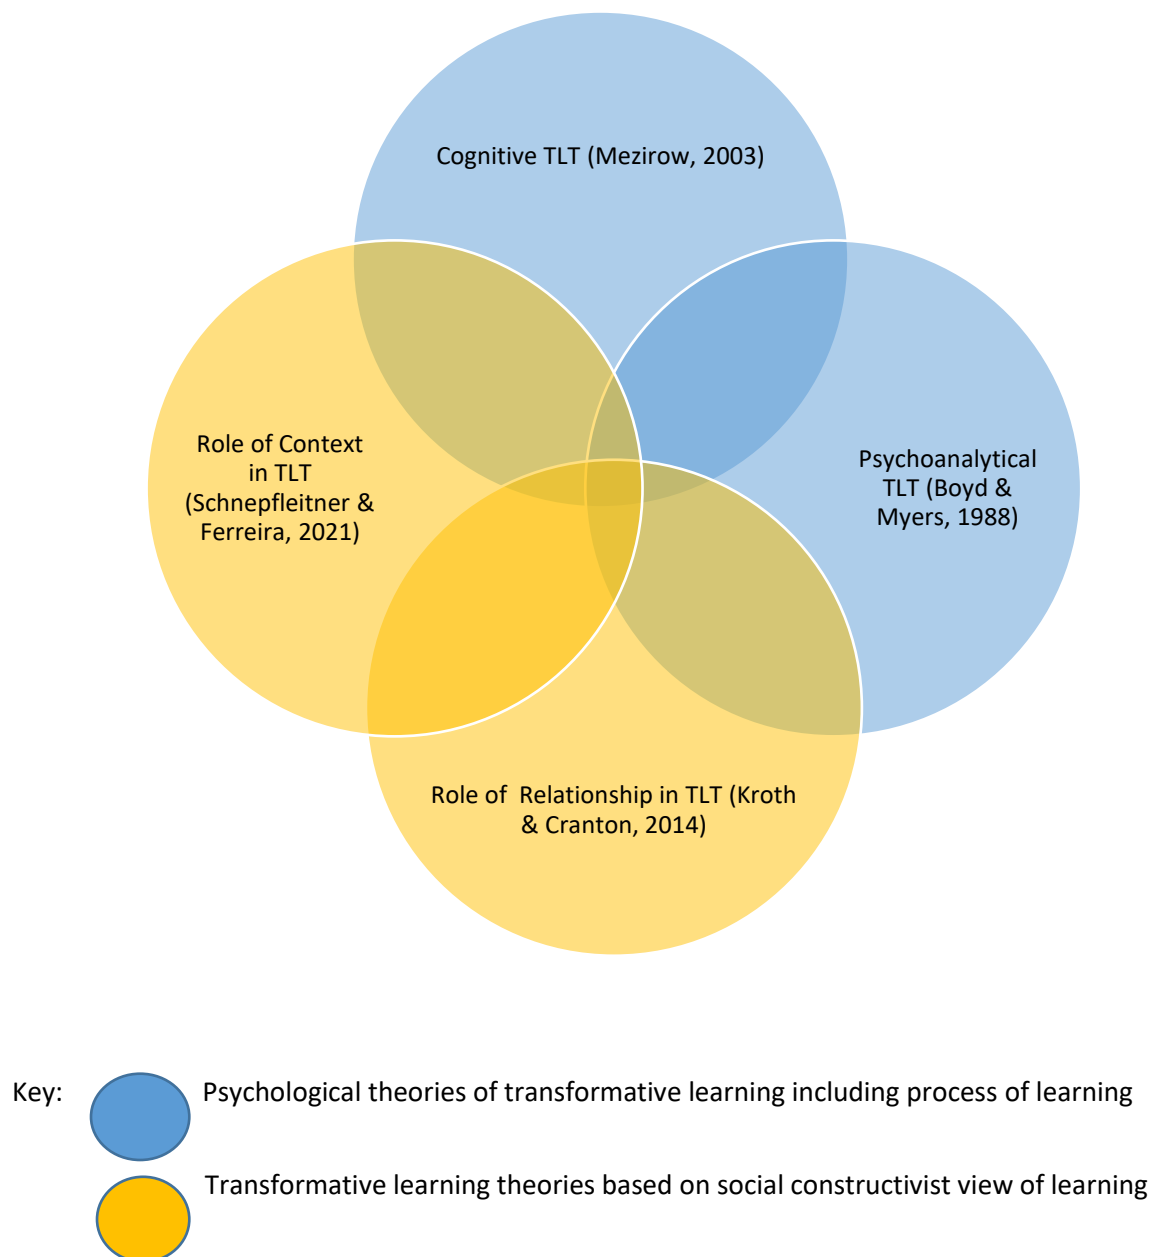 Cognitive TLT (Mezirow, 2003)
Role of Context
in TLT
(Schnepfleitner &
Ferreira, 2021)
Psychoanalytical
TLT (Boyd &
Myers, 1988)
Role of  Relationship in TLT (Kroth
& Cranton, 2014)
Key:
Psychological theories of transformative learning including process of learning
Transformative learning theories based on social constructivist view of learning